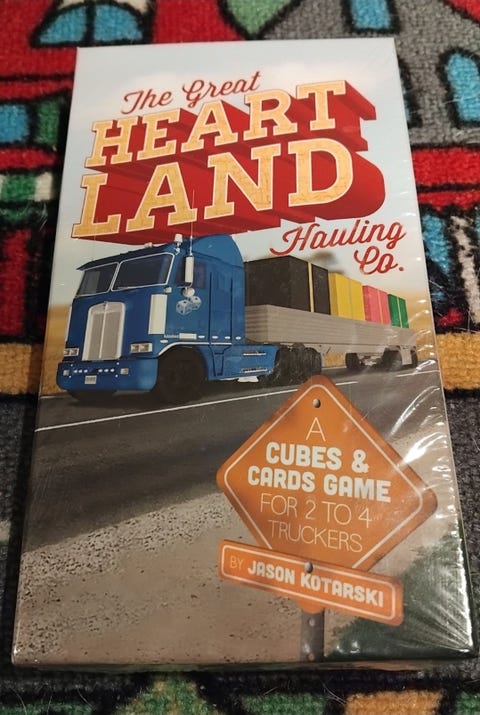 The Great
HEART
LAND
Hauling
Co.
A
CUBES &
CARDS GAME
FOR 2 TO 4
TRUCKERS
BY JASON KOTARSKI